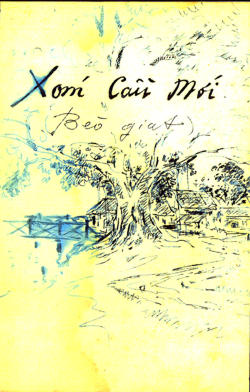 Xóm Cầu Mới
Bèo giạt